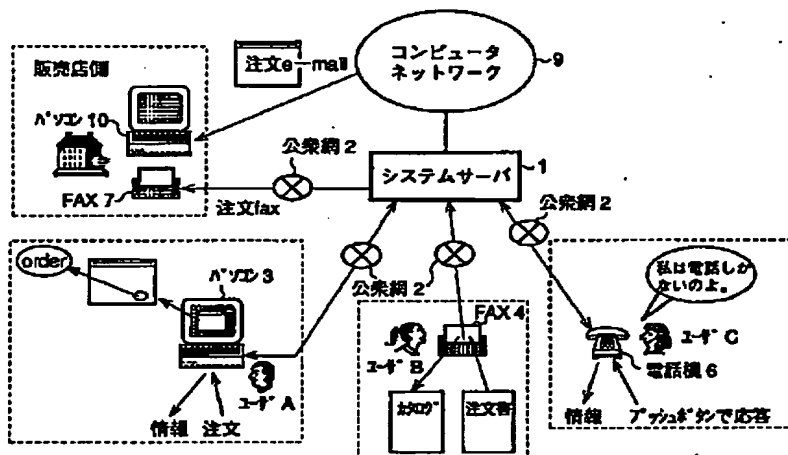 コンピュータ
ネットワーク
9
注文e-mail
販売店側
パソコン 10
公衆網 2
システムサーバ
1
FAX 7
注文fax
公衆網 2
公衆網 2
order
パソコン 3
公衆網 2
私は電話しか
ないのよ。
FAX 4
ユーザ B
ユーザ C
電話機 6
ユーザ A
情報 注文
カタログ
注文書
情報 プッシュボタンで応答